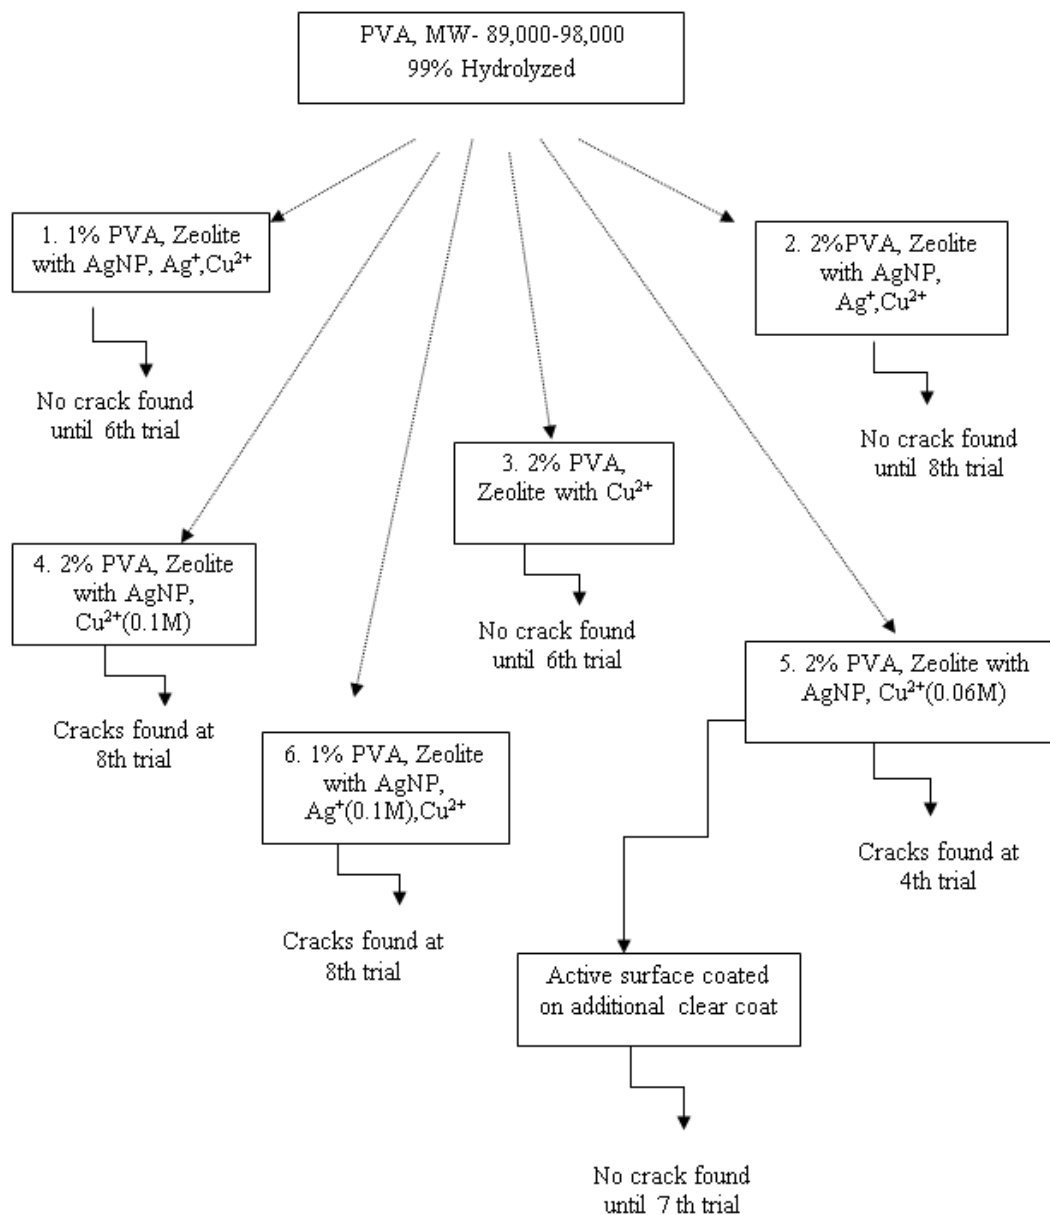 PVA, MW- 89,000-98,000
99% Hydrolyzed
1. 1% PVA, Zeolite
with AgNP, Ag⁺,Cu²⁺
No crack found
until 6th trial
2. 2%PVA, Zeolite
with AgNP,
Ag⁺,Cu²⁺
No crack found
until 8th trial
3. 2% PVA,
Zeolite with Cu²⁺
No crack found
until 6th trial
4. 2% PVA, Zeolite
with AgNP,
Cu²⁺(0.1M)
Cracks found at
8th trial
5. 2% PVA, Zeolite with
AgNP, Cu²⁺(0.06M)
Cracks found at
4th trial
6. 1% PVA, Zeolite
with AgNP,
Ag⁺(0.1M),Cu²⁺
Cracks found at
8th trial
Active surface coated
on additional clear coat
No crack found
until 7 th trial